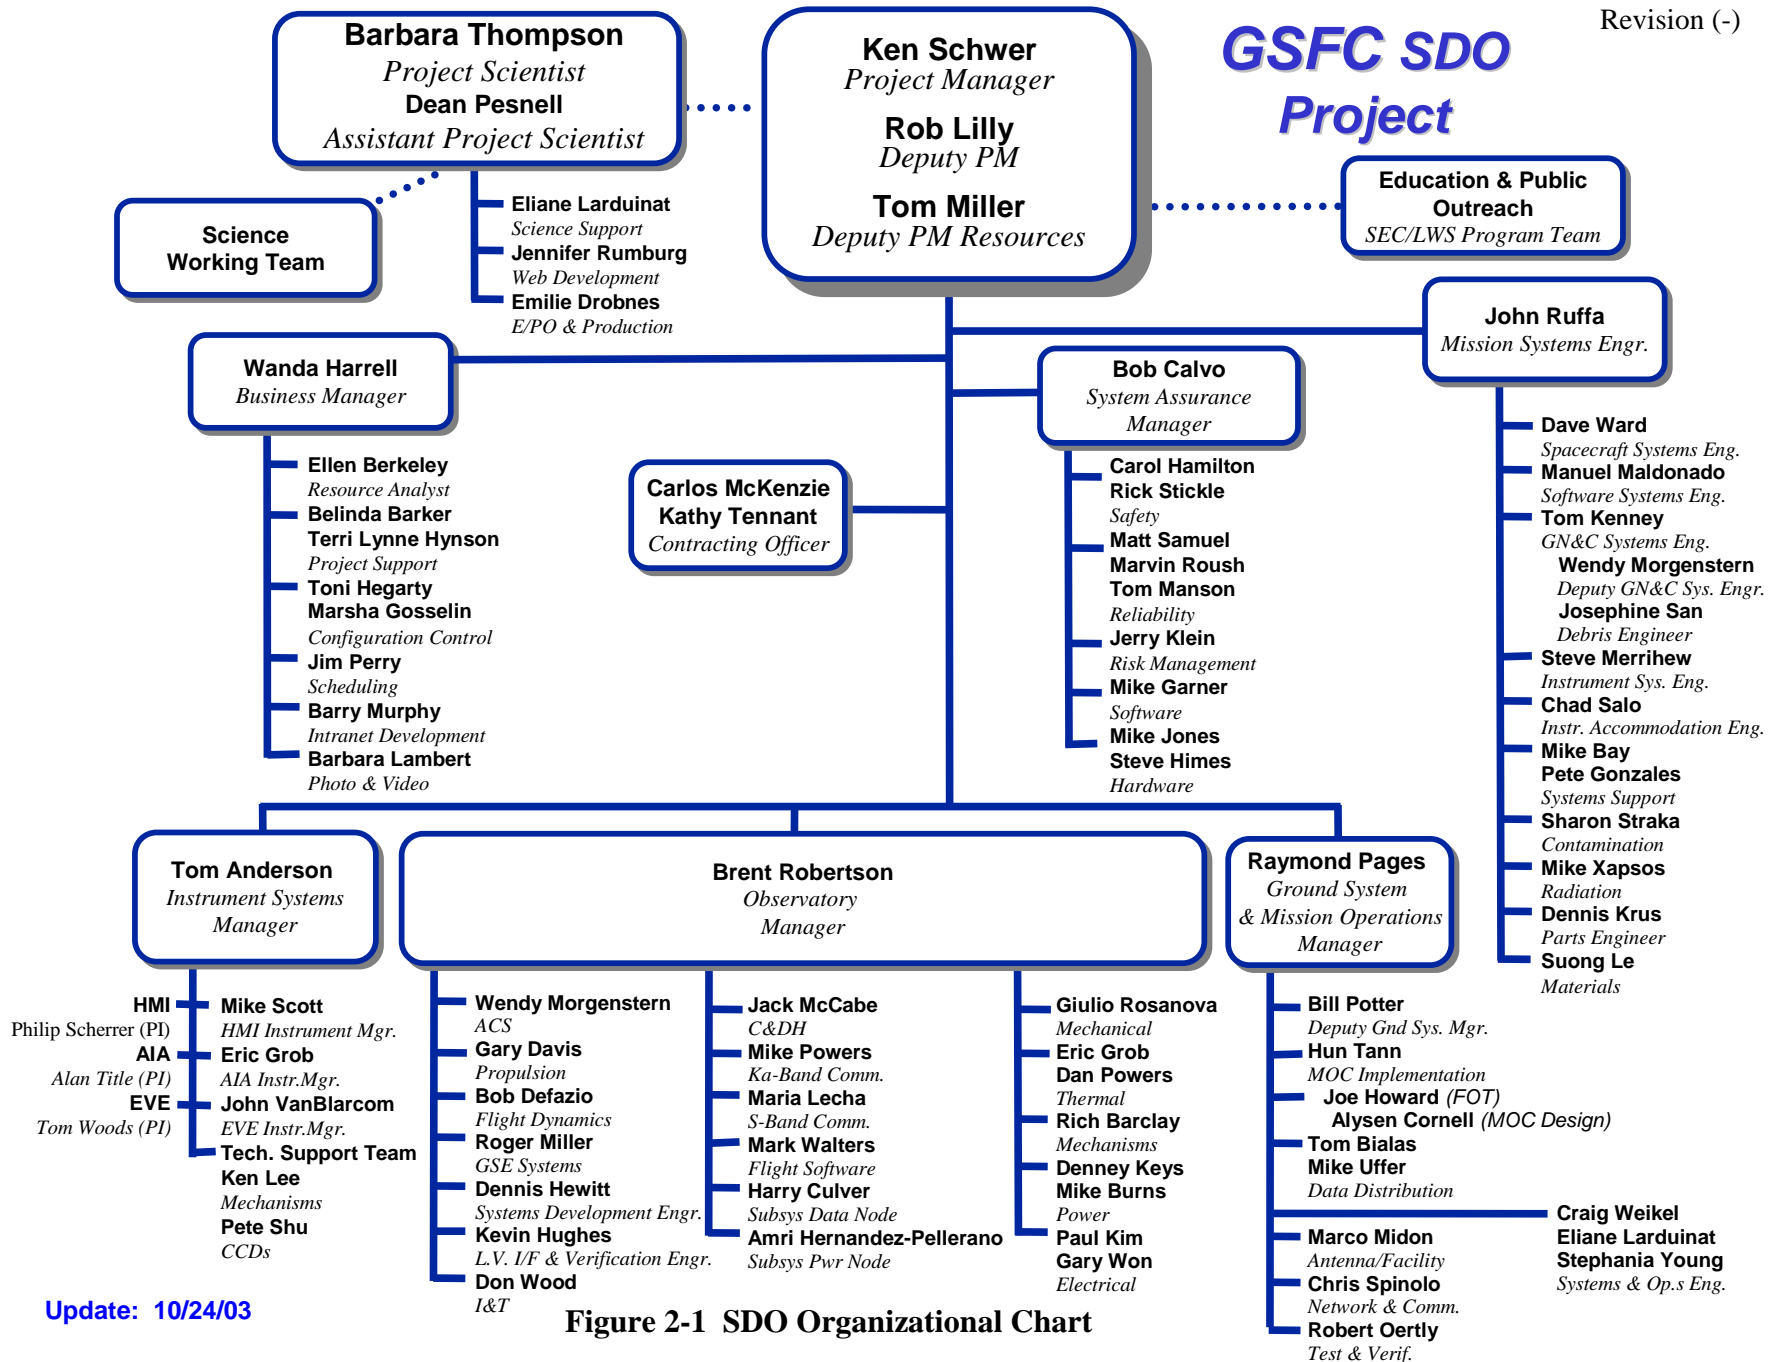 Revision (-)
GSFC SDO
Project
Barbara Thompson
Project Scientist
Dean Pesnell
Assistant Project Scientist
Ken Schwer
Project Manager
Rob Lilly
Deputy PM
Tom Miller
Deputy PM Resources
Education & Public
Outreach
SEC/LWS Program Team
Science
Working Team
Eliane Larduinat
Science Support
Jennifer Rumburg
Web Development
Emilie Drobnes
E/PO & Production
John Ruffa
Mission Systems Engr.
Wanda Harrell
Business Manager
Bob Calvo
System Assurance
Manager
Carlos McKenzie
Kathy Tennant
Contracting Officer
Ellen Berkeley
Resource Analyst
Belinda Barker
Terri Lynne Hynson
Project Support
Toni Hegarty
Marsha Gosselin
Configuration Control
Jim Perry
Scheduling
Barry Murphy
Intranet Development
Barbara Lambert
Photo & Video
Carol Hamilton
Rick Stickle
Safety
Matt Samuel
Marvin Roush
Tom Manson
Reliability
Jerry Klein
Risk Management
Mike Garner
Software
Mike Jones
Steve Himes
Hardware
Dave Ward
Spacecraft Systems Eng.
Manuel Maldonado
Software Systems Eng.
Tom Kenney
GN&C Systems Eng.
Wendy Morgenstern
Deputy GN&C Sys. Engr.
Josephine San
Debris Engineer
Steve Merrihew
Instrument Sys. Eng.
Chad Salo
Instr. Accommodation Eng.
Mike Bay
Pete Gonzales
Systems Support
Sharon Straka
Contamination
Mike Xapsos
Radiation
Dennis Krus
Parts Engineer
Suong Le
Materials
Tom Anderson
Instrument Systems
Manager
Brent Robertson
Observatory
Manager
Raymond Pages
Ground System
& Mission Operations
Manager
HMI
Philip Scherrer (PI)
AIA
Alan Title (PI)
EVE
Tom Woods (PI)
Mike Scott
HMI Instrument Mgr.
Eric Grob
AIA Instr.Mgr.
John VanBlarcom
EVE Instr.Mgr.
Tech. Support Team
Ken Lee
Mechanisms
Pete Shu
CCDs
Wendy Morgenstern
ACS
Gary Davis
Propulsion
Bob Defazio
Flight Dynamics
Roger Miller
GSE Systems
Dennis Hewitt
Systems Development Engr.
Kevin Hughes
L.V. I/F & Verification Engr.
Don Wood
I&T
Jack McCabe
C&DH
Mike Powers
Ka-Band Comm.
Maria Lecha
S-Band Comm.
Mark Walters
Flight Software
Harry Culver
Subsys Data Node
Amri Hernandez-Pellerano
Subsys Pwr Node
Giulio Rosanova
Mechanical
Eric Grob
Dan Powers
Thermal
Rich Barclay
Mechanisms
Denney Keys
Mike Burns
Power
Paul Kim
Gary Won
Electrical
Bill Potter
Deputy Gnd Sys. Mgr.
Hun Tann
MOC Implementation
Joe Howard (FOT)
Alysen Cornell (MOC Design)
Tom Bialas
Mike Uffer
Data Distribution
Marco Midon
Antenna/Facility
Chris Spinolo
Network & Comm.
Robert Oertly
Test & Verif.
Craig Weikel
Eliane Larduinat
Stephania Young
Systems & Op.s Eng.
Update: 10/24/03
Figure 2-1 SDO Organizational Chart